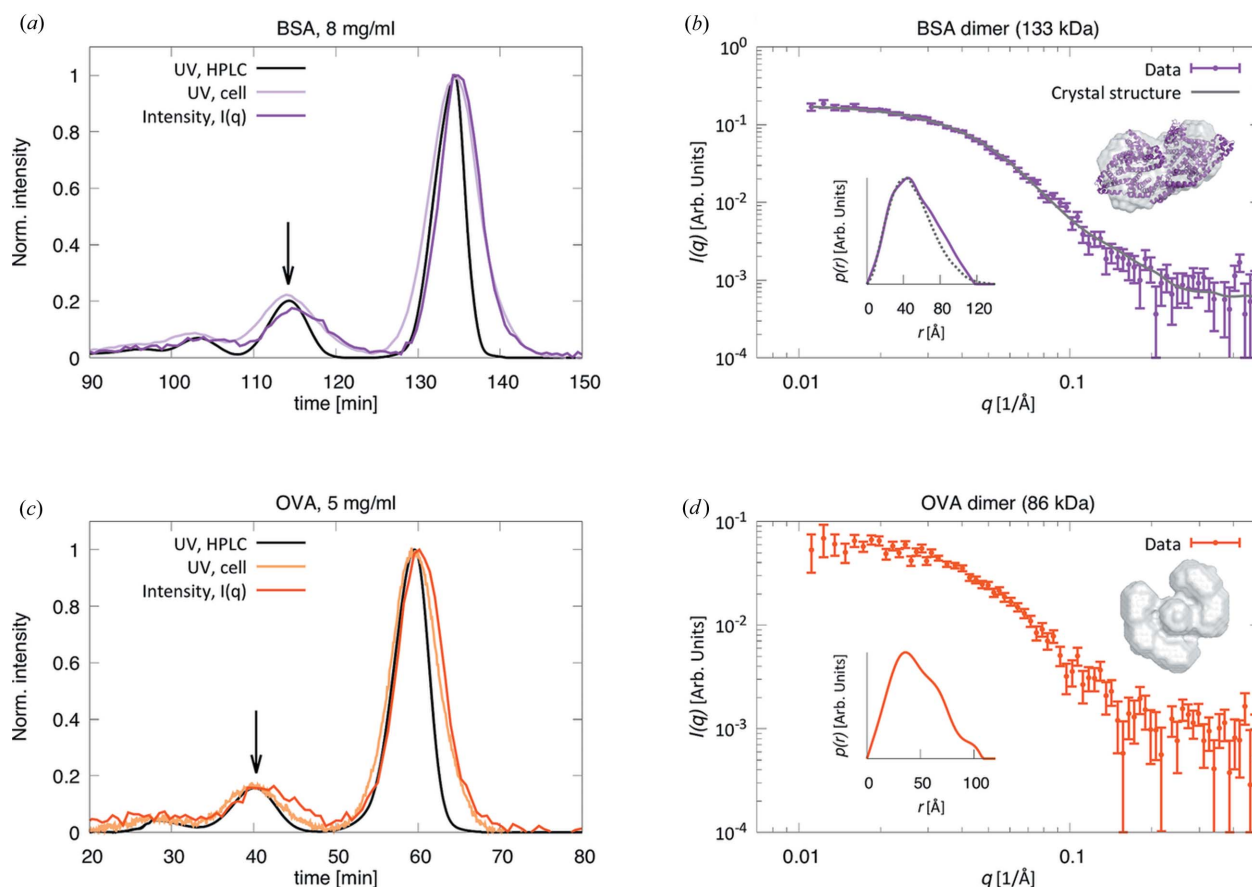 (a)
BSA, 8 mg/ml
UV, HPLC
UV, cell
Intensity, I(q)
Norm. intensity
1
0.8
0.6
0.4
0.2
0
90 100 110 120 130 140 150
time [min]
(b)
BSA dimer (133 kDa)
Data
Crystal structure
I(q) [Arb. Units]
10^0
10^-1
10^-2
10^-3
10^-4
p(r) [Arb. Units]
0 40 80 120
r [Å]
0.01 0.1
q [1/Å]
(c)
OVA, 5 mg/ml
UV, HPLC
UV, cell
Intensity, I(q)
Norm. intensity
1
0.8
0.6
0.4
0.2
0
20 30 40 50 60 70 80
time [min]
(d)
OVA dimer (86 kDa)
Data
I(q) [Arb. Units]
10^-1
10^-2
10^-3
10^-4
p(r) [Arb. Units]
0 50 100
r [Å]
0.01 0.1
q [1/Å]